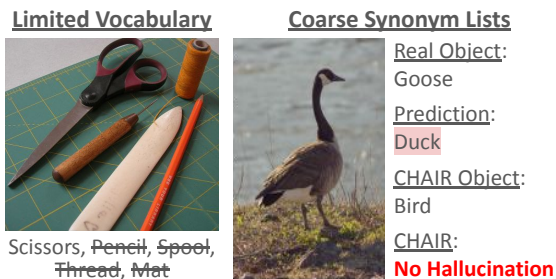 Limited Vocabulary
Scissors, Pencil, Spool,
Thread, Mat
Coarse Synonym Lists
Real Object:
Goose
Prediction:
Duck
CHAIR Object:
Bird
CHAIR:
No Hallucination